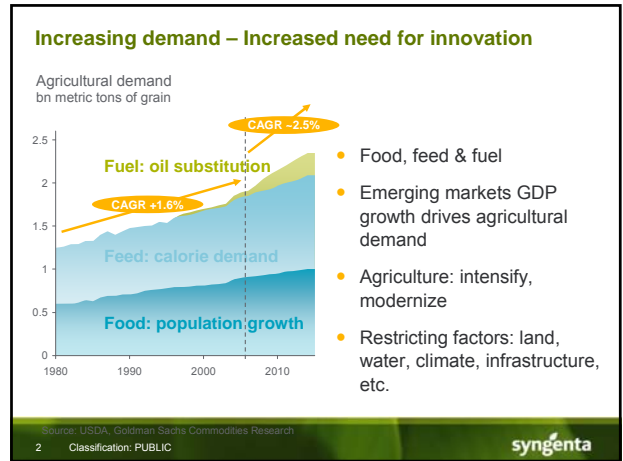 Increasing demand – Increased need for innovation
Agricultural demand
bn metric tons of grain
CAGR ~2.5%
2.5
Fuel: oil substitution
2
CAGR +1.6%
1.5
Feed: calorie demand
1
0.5
Food: population growth
0
1980
1990
2000
2010
Food, feed & fuel
Emerging markets GDP
growth drives agricultural
demand
Agriculture: intensify,
modernize
Restricting factors: land,
water, climate, infrastructure,
etc.
Source: USDA, Goldman Sachs Commodities Research
2 Classification: PUBLIC
syngenta